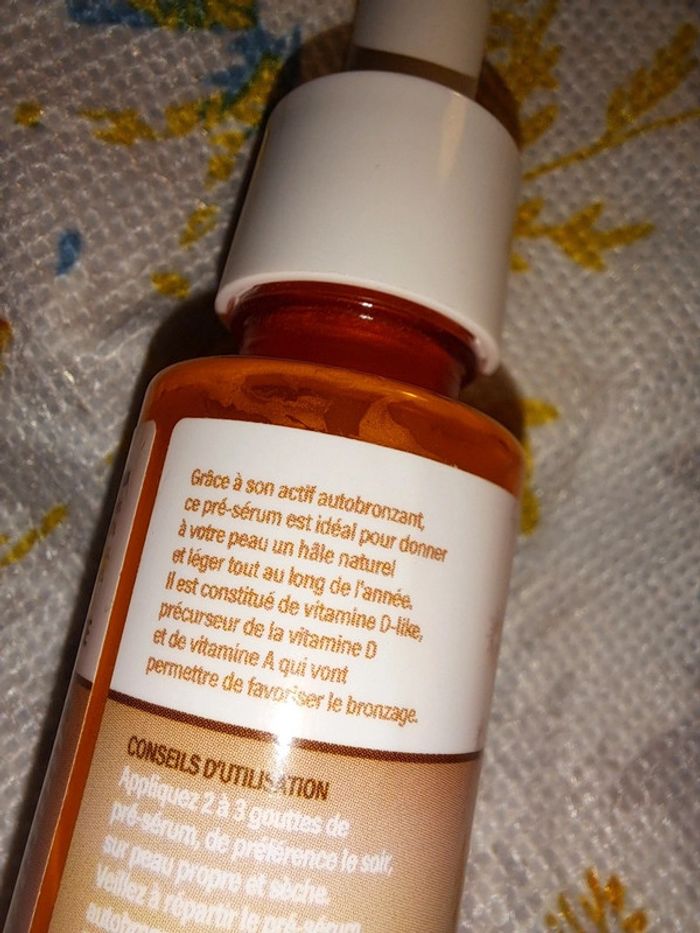 Grâce à son actif autobronzant,
ce pré-sérum est idéal pour donner
à votre peau un hâle naturel
et léger tout au long de l'année.
Il est constitué de vitamine D-like,
précurseur de la vitamine D
et de vitamine A qui vont
permettre de favoriser le bronzage.
CONSEILS D'UTILISATION
Appliquez 2 à 3 gouttes de
pré-sérum, de préférence le soir,
sur peau propre et sèche.
Veillez à répartir le pré-sérum